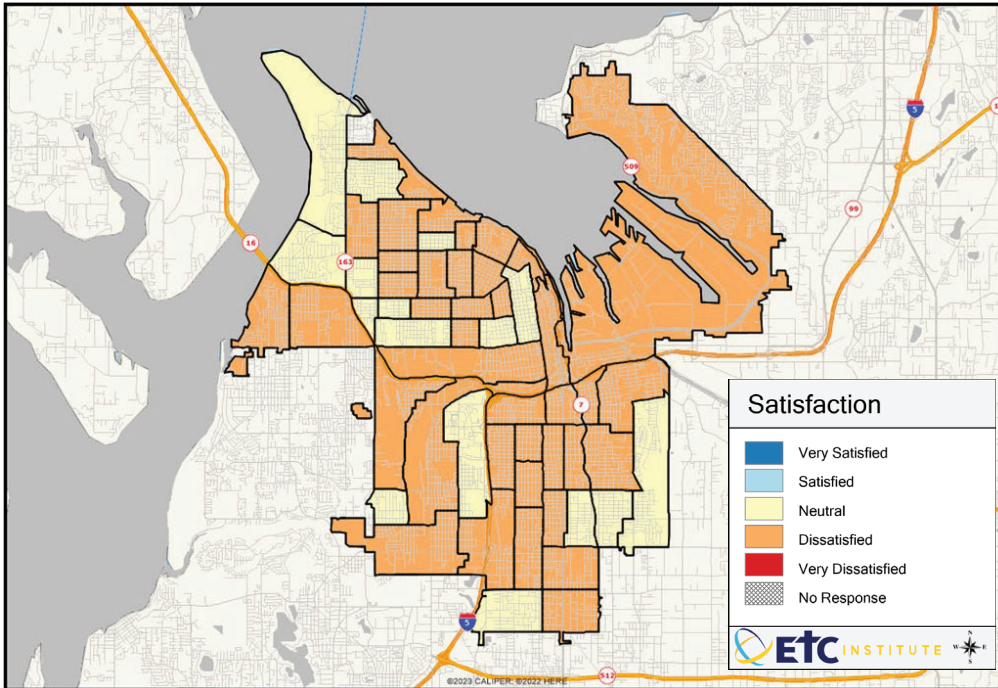 5
1
509
99
16
163
7
Satisfaction
Very Satisfied
Satisfied
Neutral
Dissatisfied
Very Dissatisfied
No Response
5
ETC INSTITUTE
N
W E
S
512
©2023 CALIPER; ©2022 HERE